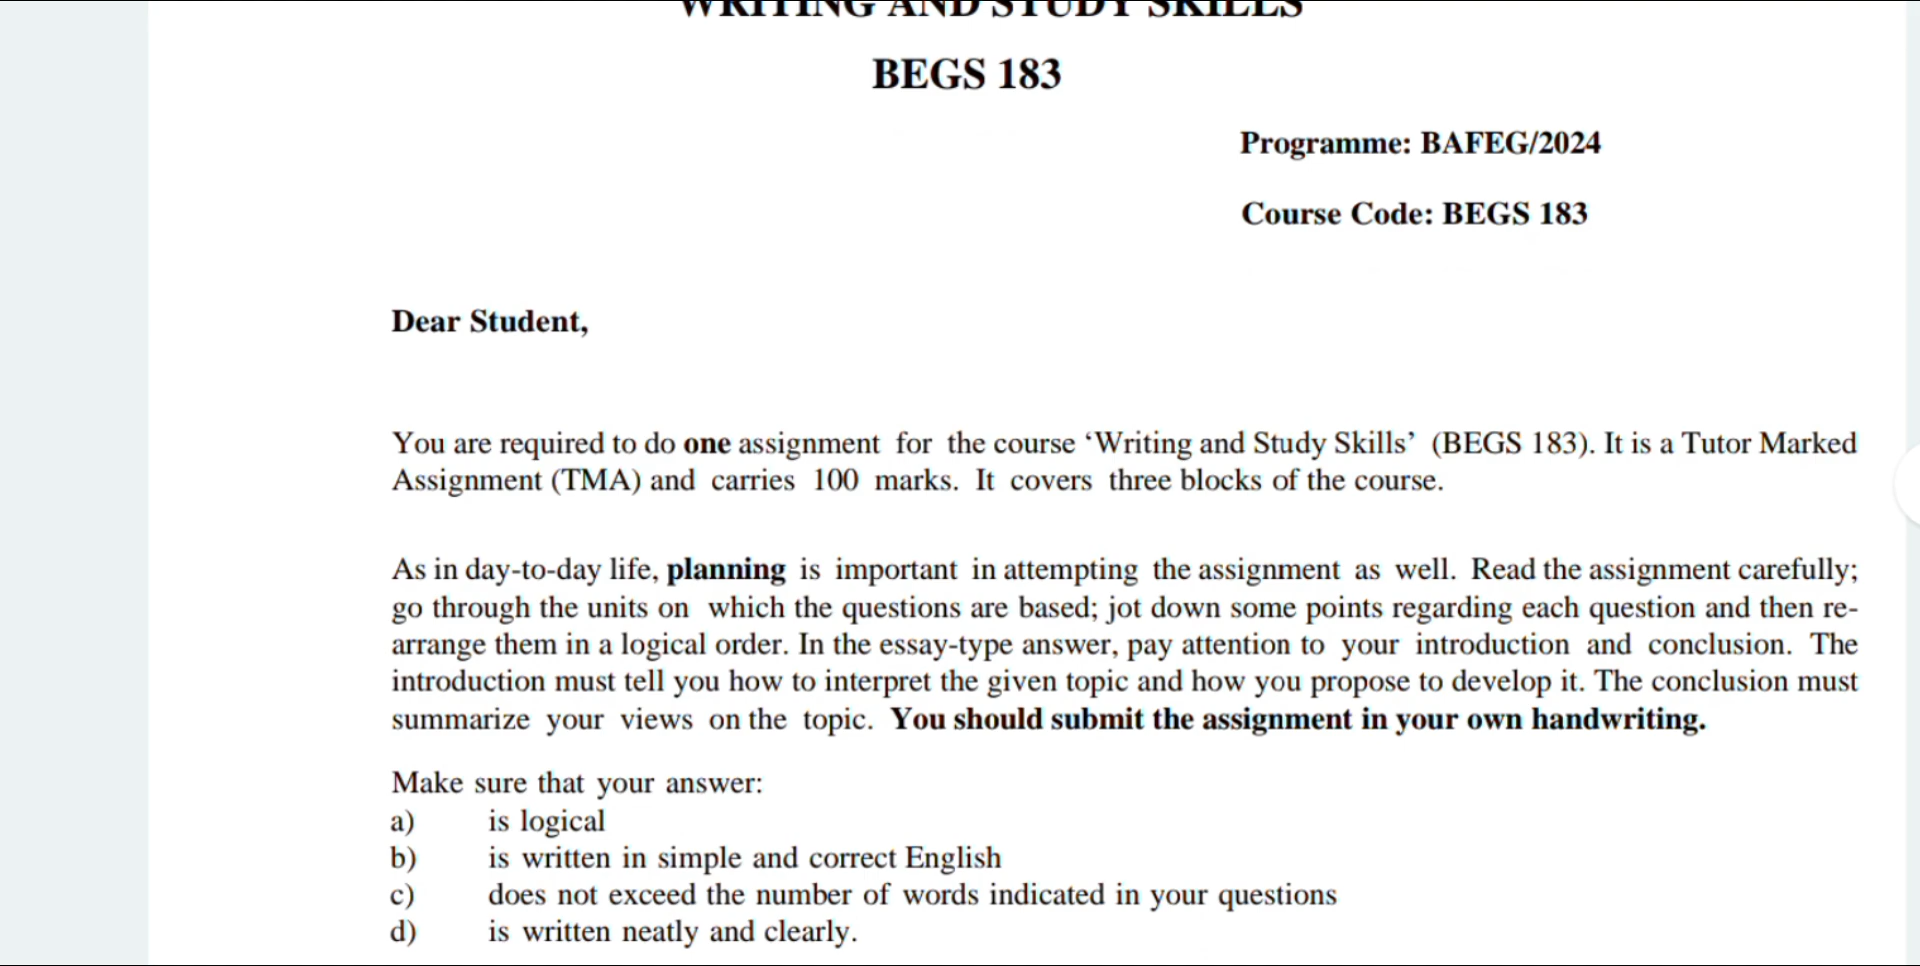 WRITING AND STUDY SKILLS
BEGS 183
Programme: BAFEG/2024
Course Code: BEGS 183
Dear Student,
You are required to do one assignment for the course ‘Writing and Study Skills’ (BEGS 183). It is a Tutor Marked
Assignment (TMA) and carries 100 marks. It covers three blocks of the course.
As in day-to-day life, planning is important in attempting the assignment as well. Read the assignment carefully;
go through the units on which the questions are based; jot down some points regarding each question and then re-
arrange them in a logical order. In the essay-type answer, pay attention to your introduction and conclusion. The
introduction must tell you how to interpret the given topic and how you propose to develop it. The conclusion must
summarize your views on the topic. You should submit the assignment in your own handwriting.
Make sure that your answer:
a) is logical
b) is written in simple and correct English
c) does not exceed the number of words indicated in your questions
d) is written neatly and clearly.